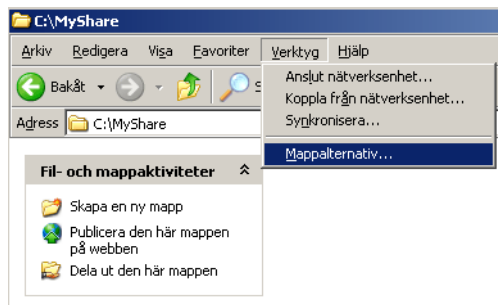 C:\MyShare
Arkiv Redigera Visa Favoriter Verktyg Hjälp
Bakåt S
Anslut nätverksenhet...
Koppla från nätverksenhet...
Synkronisera...
Mappalternativ...
Adress C:\MyShare
Fil- och mappaktiviteter
Skapa en ny mapp
Publicera den här mappen
på webben
Dela ut den här mappen